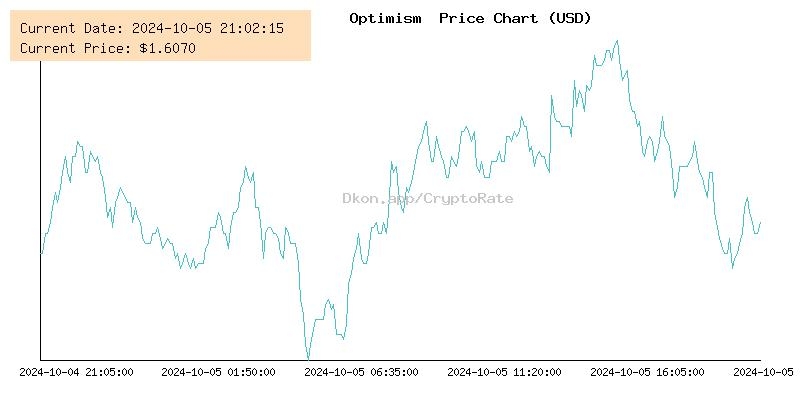 Optimism Price Chart (USD)
Current Date: 2024-10-05 21:02:15
Current Price: $1.6070
Dkon.app/CryptoRate
2024-10-04 21:05:00 2024-10-05 01:50:00 2024-10-05 06:35:00 2024-10-05 11:20:00 2024-10-05 16:05:00 2024-10-05